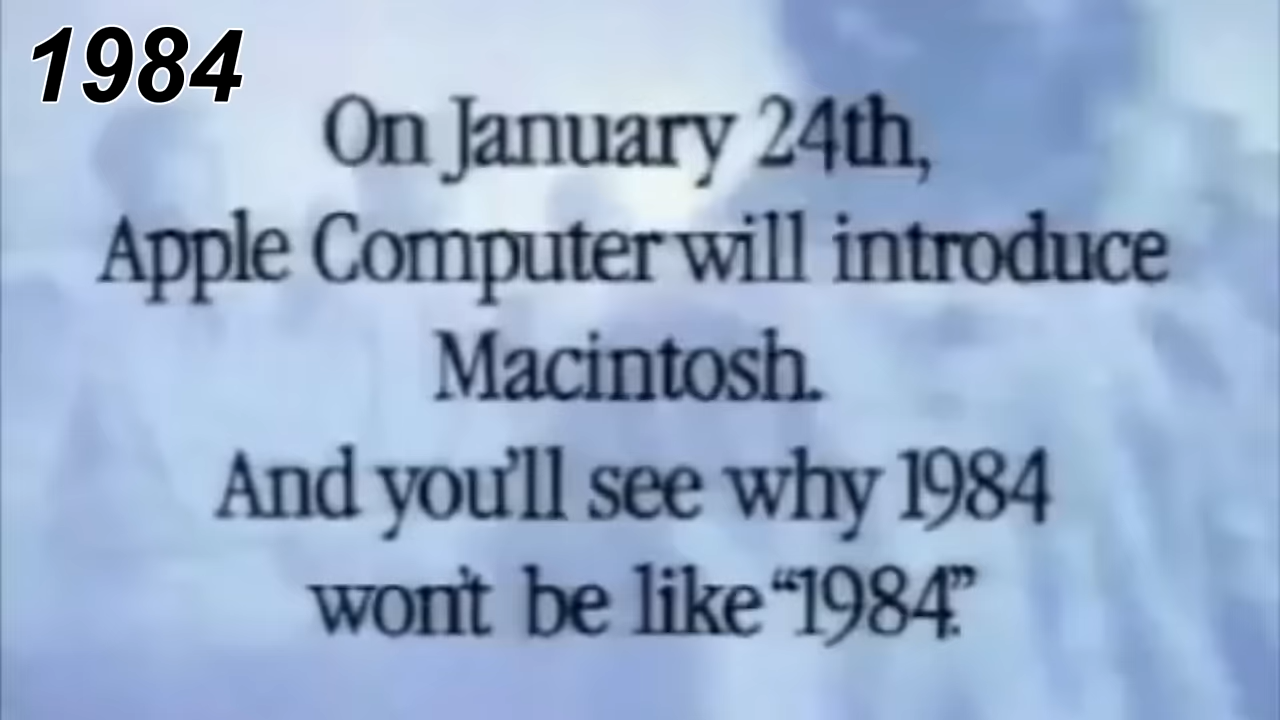 1984
On January 24th,
Apple Computer will introduce
Macintosh.
And you'll see why 1984
won't be like “1984.”